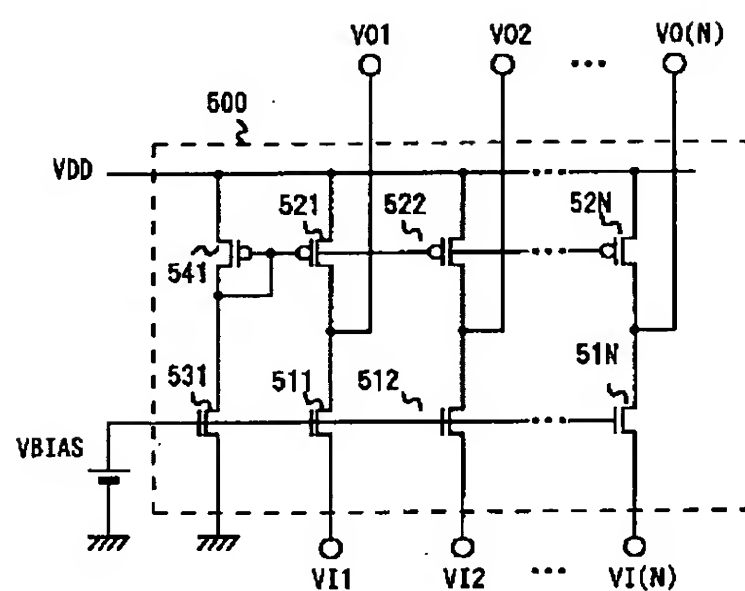 VO1 VO2 ... VO(N)
500
VDD
521 522 52N
541
531 511 512 51N
VBIAS
...
VI1 VI2 ... VI(N)